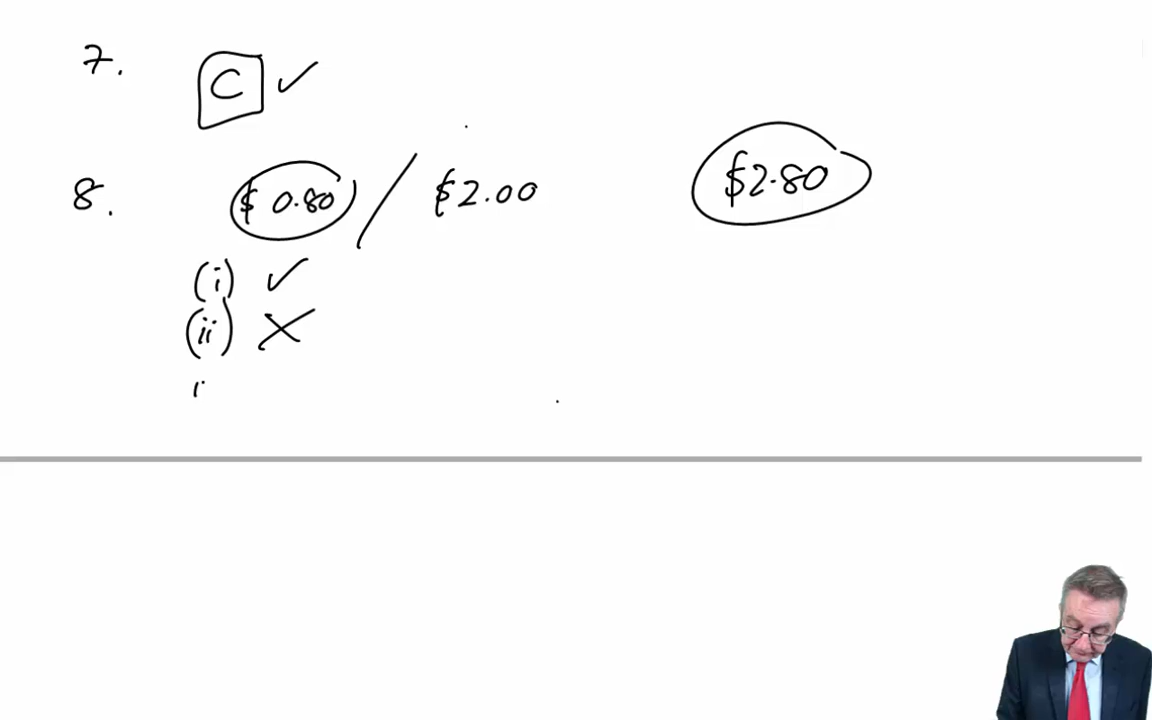 7. C ✓
8. $ 0.80 / $2.00 $2.80
(i) ✓
(ii) ✗